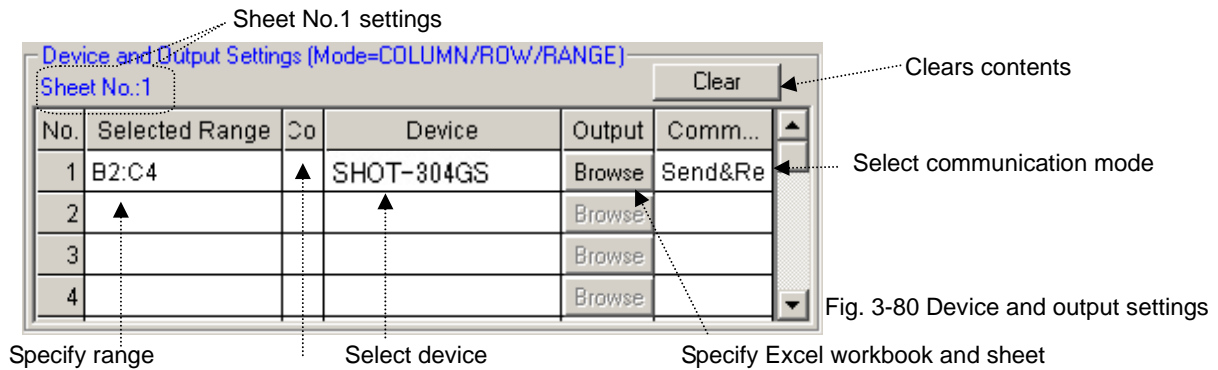 Sheet No.1 settings
Device and Output Settings (Mode=COLUMN/ROW/RANGE)
Sheet No.:1
Clear
Clears contents
No. Selected Range Co Device Output Comm...
1 B2:C4 SHOT-304GS Browse Send&Re
Select communication mode
2 Browse
3 Browse
4 Browse
Fig. 3-80 Device and output settings
Specify range Select device Specify Excel workbook and sheet